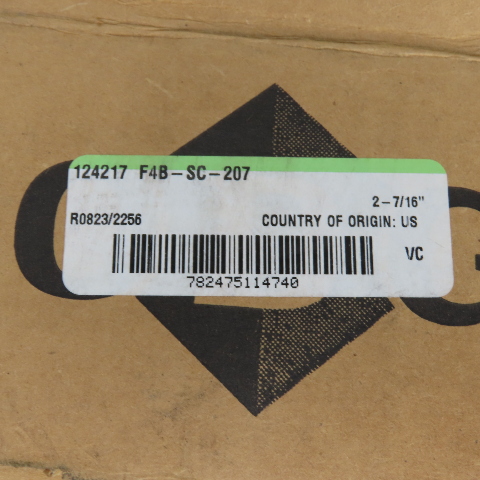 124217 F4B-SC-207
2-7/16"
R0823/2256 COUNTRY OF ORIGIN: US
VC
782475114740